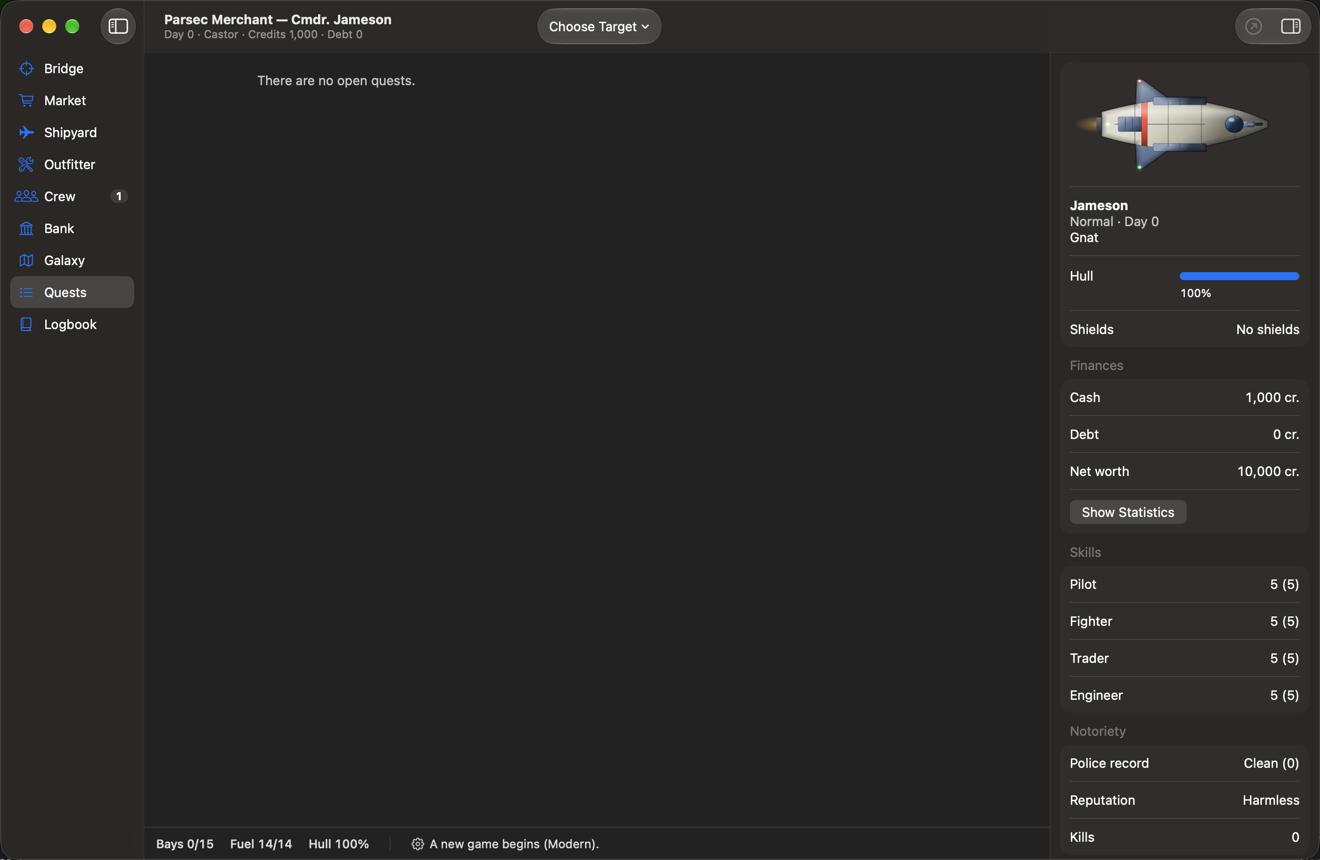 Parsec Merchant — Cmdr. Jameson
Day 0 · Castor · Credits 1,000 · Debt 0
Choose Target
Bridge
Market
Shipyard
Outfitter
Crew 1
Bank
Galaxy
Quests
Logbook
There are no open quests.
Jameson
Normal · Day 0
Gnat
Hull
100%
Shields No shields
Finances
Cash 1,000 cr.
Debt 0 cr.
Net worth 10,000 cr.
Show Statistics
Skills
Pilot 5 (5)
Fighter 5 (5)
Trader 5 (5)
Engineer 5 (5)
Notoriety
Police record Clean (0)
Reputation Harmless
Kills 0
Bays 0/15 Fuel 14/14 Hull 100% A new game begins (Modern).